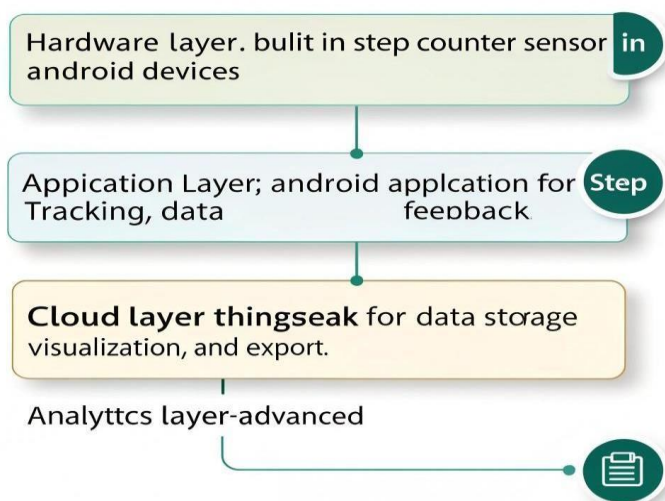 Hardware layer. bulit in step counter sensor in
android devices
Appication Layer; android applcation for Step
Tracking, data feepback
Cloud layer thingseak for data storage
visualization, and export.
Analyttcs layer-advanced